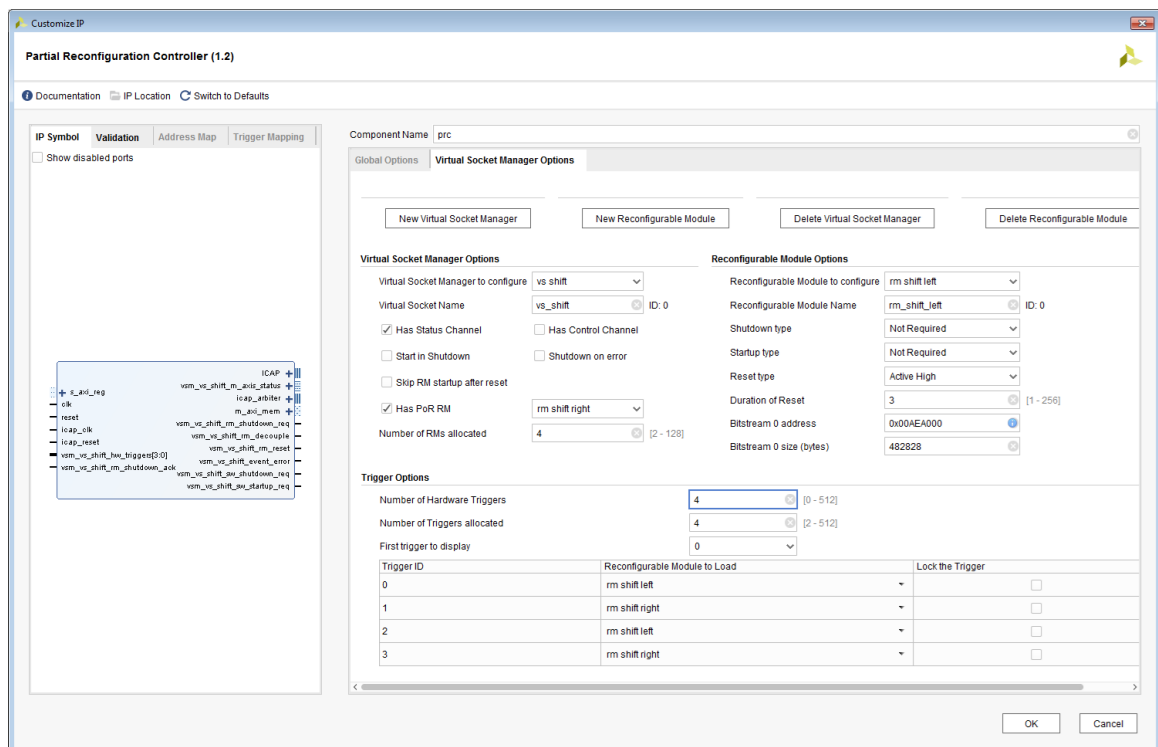 Customize IP
Partial Reconfiguration Controller (1.2)
Documentation IP Location Switch to Defaults
IP Symbol Validation Address Map Trigger Mapping
Show disabled ports
ICAP
vsm_vs_shift_m_axis_status
icap_arbiter
m_axi_mem
vsm_vs_shift_rm_shutdown_req
vsm_vs_shift_rm_decouple
vsm_vs_shift_rm_reset
vsm_vs_shift_event_error
vsm_vs_shift_sw_shutdown_req
vsm_vs_shift_sw_startup_req
s_axi_reg
clk
reset
icap_clk
icap_reset
vsm_vs_shift_hw_triggers[3:0]
vsm_vs_shift_rm_shutdown_ack
Component Name prc
Global Options Virtual Socket Manager Options
New Virtual Socket Manager New Reconfigurable Module Delete Virtual Socket Manager Delete Reconfigurable Module
Virtual Socket Manager Options
Virtual Socket Manager to configure vs shift
Virtual Socket Name vs_shift ID: 0
Has Status Channel Has Control Channel
Start in Shutdown Shutdown on error
Skip RM startup after reset
Has PoR RM rm shift right
Number of RMs allocated 4 [2 - 128]
Reconfigurable Module Options
Reconfigurable Module to configure rm shift left
Reconfigurable Module Name rm_shift_left ID: 0
Shutdown type Not Required
Startup type Not Required
Reset type Active High
Duration of Reset 3 [1 - 256]
Bitstream 0 address 0x00AEA000
Bitstream 0 size (bytes) 482828
Trigger Options
Number of Hardware Triggers 4 [0 - 512]
Number of Triggers allocated 4 [2 - 512]
First trigger to display 0
Trigger ID Reconfigurable Module to Load Lock the Trigger
0 rm shift left
1 rm shift right
2 rm shift left
3 rm shift right
OK Cancel